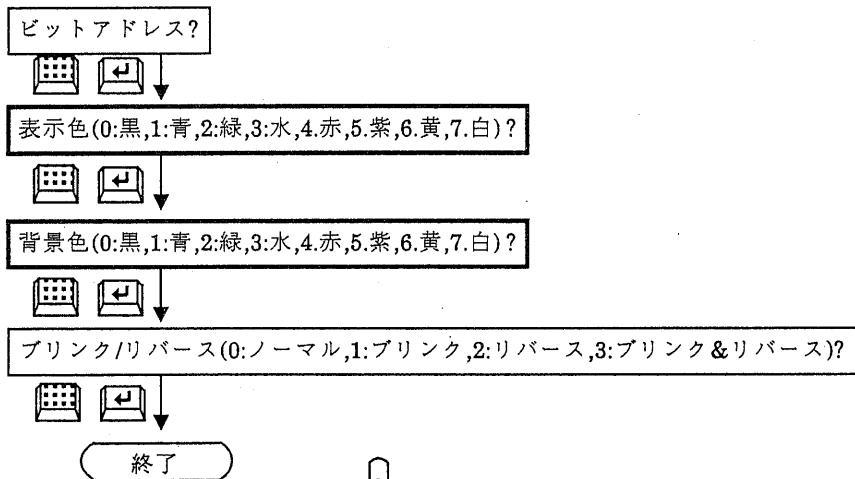 ビットアドレス?
表示色(0:黒,1:青,2:緑,3:水,4.赤,5.紫,6.黄,7.白)?
背景色(0:黒,1:青,2:緑,3:水,4.赤,5.紫,6.黄,7.白)?
ブリンク/リバース(0:ノーマル,1:ブリンク,2:リバース,3:ブリンク&リバース)?
終了